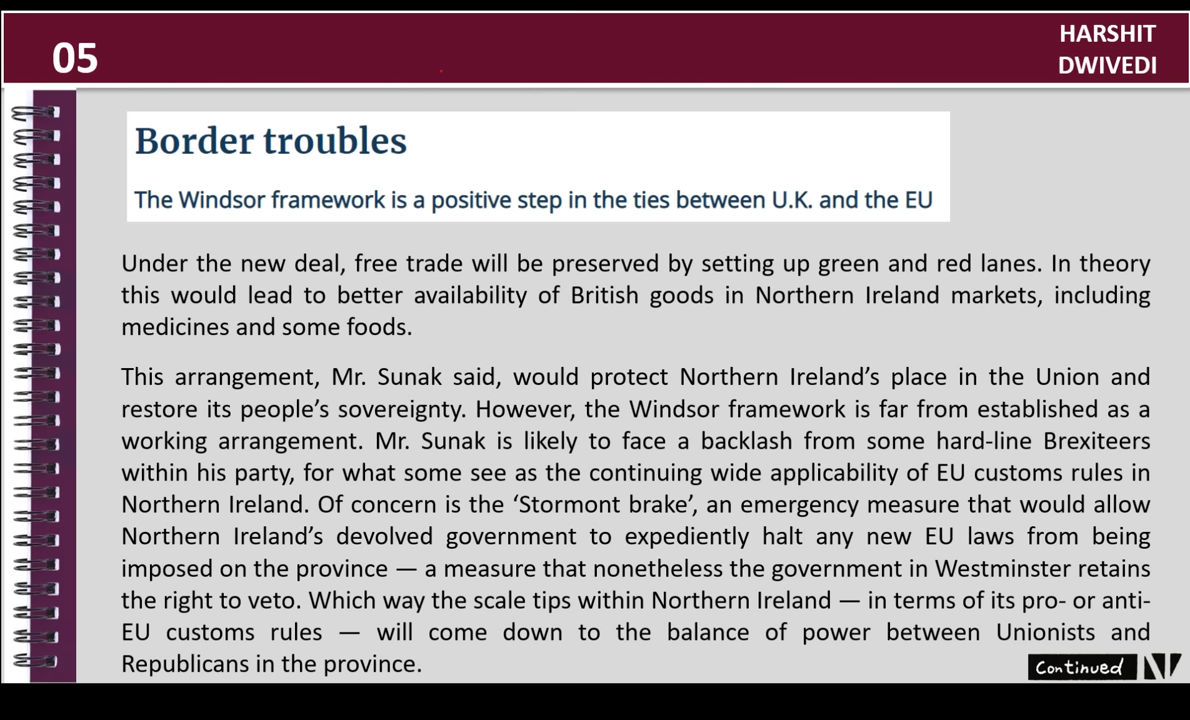 05
HARSHIT
DWIVEDI
Border troubles
The Windsor framework is a positive step in the ties between U.K. and the EU
Under the new deal, free trade will be preserved by setting up green and red lanes. In theory
this would lead to better availability of British goods in Northern Ireland markets, including
medicines and some foods.
This arrangement, Mr. Sunak said, would protect Northern Ireland's place in the Union and
restore its people's sovereignty. However, the Windsor framework is far from established as a
working arrangement. Mr. Sunak is likely to face a backlash from some hard-line Brexiteers
within his party, for what some see as the continuing wide applicability of EU customs rules in
Northern Ireland. Of concern is the ‘Stormont brake’, an emergency measure that would allow
Northern Ireland's devolved government to expediently halt any new EU laws from being
imposed on the province — a measure that nonetheless the government in Westminster retains
the right to veto. Which way the scale tips within Northern Ireland — in terms of its pro- or anti-
EU customs rules — will come down to the balance of power between Unionists and
Republicans in the province.
Continued